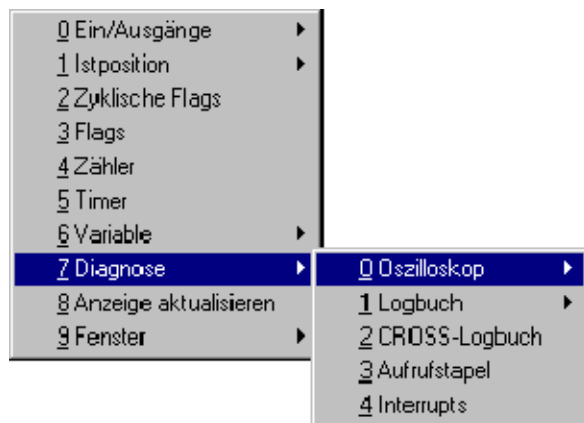 0 Ein/Ausgänge
1 Istposition
2 Zyklische Flags
3 Flags
4 Zähler
5 Timer
6 Variable
7 Diagnose
8 Anzeige aktualisieren
9 Fenster
0 Oszilloskop
1 Logbuch
2 CROSS-Logbuch
3 Aufrufstapel
4 Interrupts